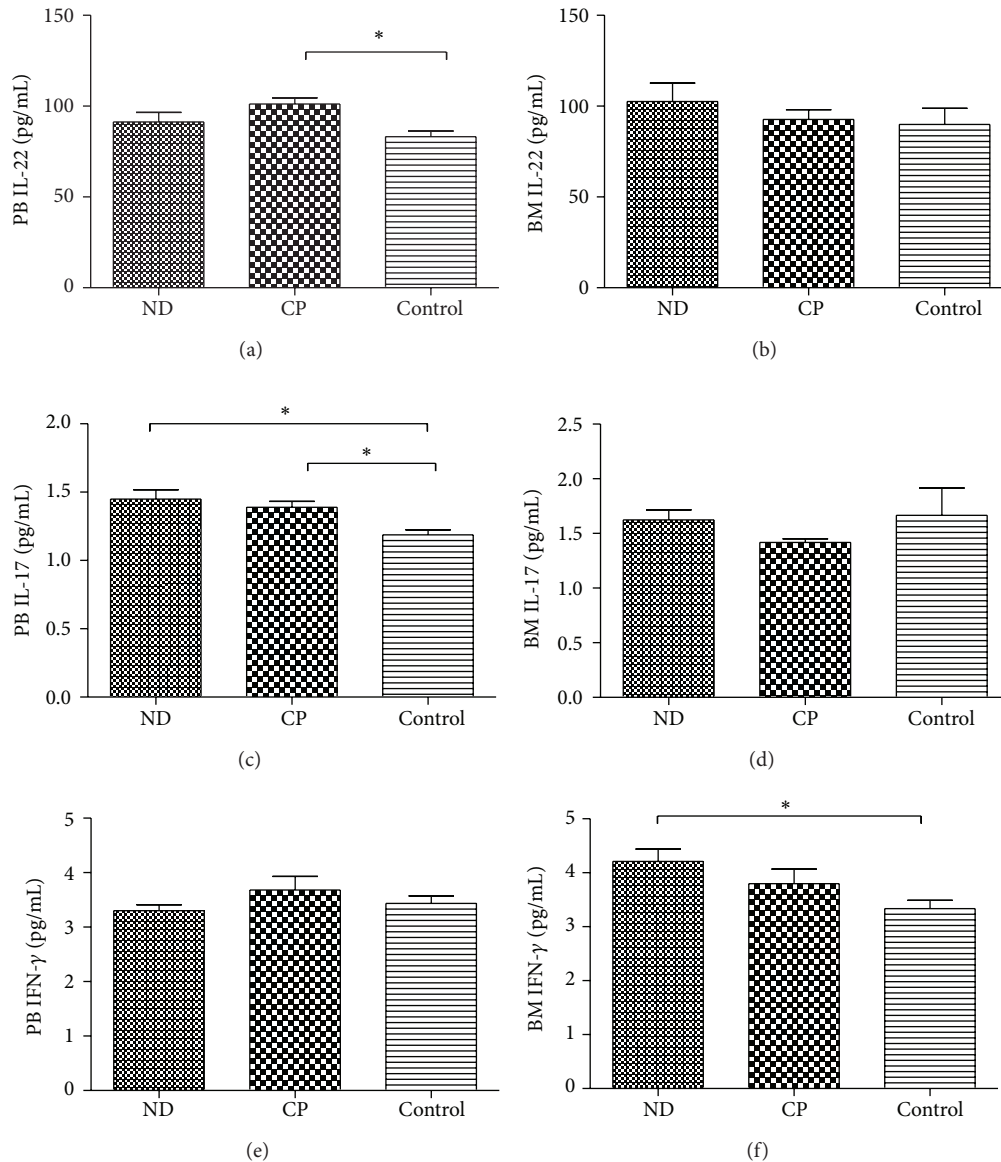 150
100
50
0
PB IL-22 (pg/mL)
*
ND CP Control
(a)
150
100
50
0
BM IL-22 (pg/mL)
ND CP Control
(b)
2.0
1.5
1.0
0.5
0.0
PB IL-17 (pg/mL)
*
*
ND CP Control
(c)
2.5
2.0
1.5
1.0
0.5
0.0
BM IL-17 (pg/mL)
ND CP Control
(d)
5
4
3
2
1
0
PB IFN-γ (pg/mL)
ND CP Control
(e)
5
4
3
2
1
0
BM IFN-γ (pg/mL)
*
ND CP Control
(f)